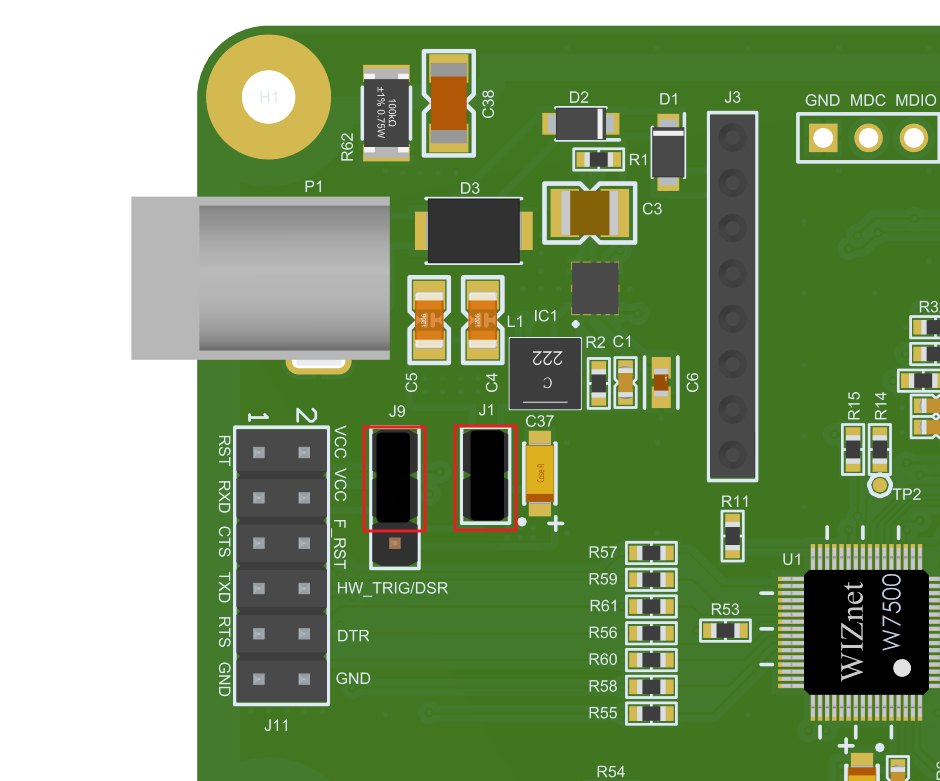 H1
100kΩ
±1% 0.75W
R62
C38
D2
D1
J3
GND MDC MDIO
R1
P1
D3
C3
IC1
L1
R2 C1
C6
C5
C4
222
C
R3
J9
J1
C37
Case A
R15
R14
TP2
1 2
RST
VCC
RXD
VCC
CTS
F_RST
TXD
HW_TRIG/DSR
RTS
DTR
GND
GND
J11
R11
U1
WIZnet
W7500
R57
R59
R61
R56
R60
R58
R55
R53
R54